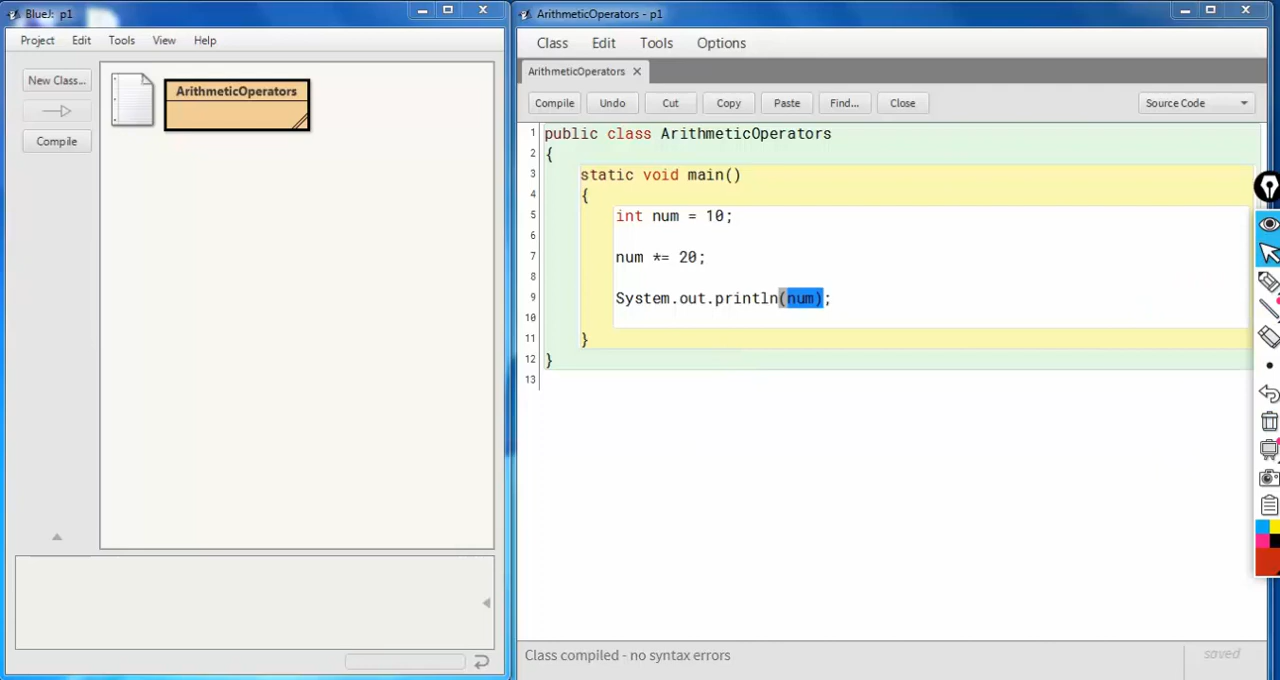 BlueJ: p1
Project Edit Tools View Help
New Class...
Compile
ArithmeticOperators
ArithmeticOperators - p1
Class Edit Tools Options
ArithmeticOperators
Compile Undo Cut Copy Paste Find... Close Source Code
1 public class ArithmeticOperators
2 {
3 static void main()
4 {
5 int num = 10;
6
7 num *= 20;
8
9 System.out.println(num);
10
11 }
12 }
13
Class compiled - no syntax errors
saved